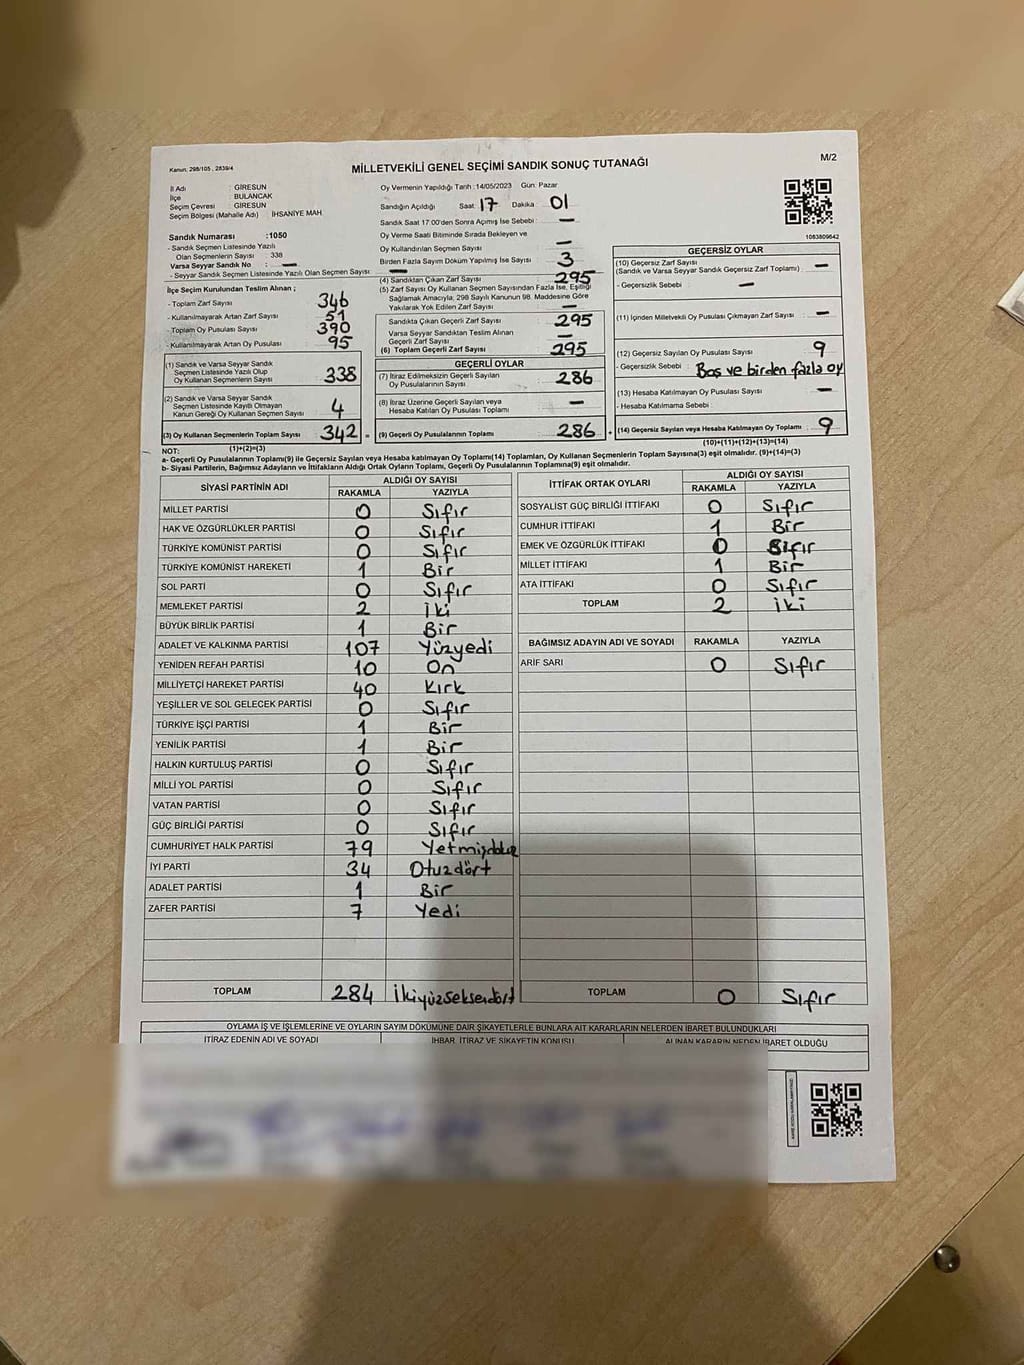 Kanun: 298/105 , 2839/4
MİLLETVEKİLİ GENEL SEÇİMİ SANDIK SONUÇ TUTANAĞI
M/2
İl Adı : GİRESUN
İlçe : BULANCAK
Seçim Çevresi : GİRESUN
Seçim Bölgesi (Mahalle Adı) : İHSANİYE MAH
Sandık Numarası :1050
- Sandık Seçmen Listesinde Yazılı
Olan Seçmenlerin Sayısı : 338
Varsa Seyyar Sandık No : —
- Seyyar Sandık Seçmen Listesinde Yazılı Olan Seçmen Sayısı : —
İlçe Seçim Kurulundan Teslim Alınan ;
- Toplam Zarf Sayısı 346
- Kullanılmayarak Artan Zarf Sayısı 51
- Toplam Oy Pusulası Sayısı 390
- Kullanılmayarak Artan Oy Pusulası 95
(1) Sandık ve Varsa Seyyar Sandık
Seçmen Listesinde Yazılı Olup
Oy Kullanan Seçmenlerin Sayısı 338
(2) Sandık ve Varsa Seyyar Sandık
Seçmen Listesinde Kayıtlı Olmayan
Kanun Gereği Oy Kullanan Seçmen Sayısı 4
(3) Oy Kullanan Seçmenlerin Toplam Sayısı 342 =
(1)+(2)=(3)
Oy Vermenin Yapıldığı Tarih :14/05/2023 Gün: Pazar
Sandığın Açıldığı Saat: 17 Dakika 01
Sandık Saat 17:00'den Sonra Açımış İse Sebebi : —
Oy Verme Saati Bitiminde Sırada Bekleyen ve
Oy Kullandırılan Seçmen Sayısı —
Birden Fazla Sayım Döküm Yapılmış İse Sayısı 3
(4) Sandıktan Çıkan Zarf Sayısı 295
(5) Zarf Sayısı Oy Kullanan Seçmen Sayısından Fazla İse, Eşitliği
Sağlamak Amacıyla, 298 Sayılı Kanunun 98. Maddesine Göre
Yakılarak Yok Edilen Zarf Sayısı —
Sandıkta Çıkan Geçerli Zarf Sayısı 295
Varsa Seyyar Sandıktan Teslim Alınan
Geçerli Zarf Sayısı —
(6) Toplam Geçerli Zarf Sayısı 295
GEÇERLİ OYLAR
(7) İtiraz Edilmeksizin Geçerli Sayılan
Oy Pusulalarının Sayısı 286
(8) İtiraz Üzerine Geçerli Sayılan veya
Hesaba Katılan Oy Pusulası Toplamı —
(9) Geçerli Oy Pusulalarının Toplamı 286 +
1083809642
GEÇERSİZ OYLAR
(10) Geçersiz Zarf Sayısı
(Sandık ve Varsa Seyyar Sandık Geçersiz Zarf Toplamı) : —
- Geçersizlik Sebebi : —
(11) İçinden Milletvekili Oy Pusulası Çıkmayan Zarf Sayısı : —
(12) Geçersiz Sayılan Oy Pusulası Sayısı : 9
- Geçersizlik Sebebi : Boş ve birden fazla oy
(13) Hesaba Katılmayan Oy Pusulası Sayısı : —
- Hesaba Katılmama Sebebi :
(14) Geçersiz Sayılan veya Hesaba Katılmayan Oy Toplamı : 9
(10)+(11)+(12)+(13)=(14)
NOT:
a- Geçerli Oy Pusulalarının Toplamı(9) ile Geçersiz Sayılan veya Hesaba katılmayan Oy Toplamı(14) Toplamları, Oy Kullanan Seçmenlerin Toplam Sayısına(3) eşit olmalıdır. (9)+(14)=(3)
b- Siyasi Partilerin, Bağımsız Adayların ve İttifakların Aldığı Ortak Oyların Toplamı, Geçerli Oy Pusulalarının Toplamına(9) eşit olmalıdır.
SİYASİ PARTİNİN ADI ALDIĞI OY SAYISI
RAKAMLA YAZIYLA
MİLLET PARTİSİ 0 Sıfır
HAK VE ÖZGÜRLÜKLER PARTİSİ 0 Sıfır
TÜRKİYE KOMÜNİST PARTİSİ 0 Sıfır
TÜRKİYE KOMÜNİST HAREKETİ 1 Bir
SOL PARTİ 0 Sıfır
MEMLEKET PARTİSİ 2 İki
BÜYÜK BİRLİK PARTİSİ 1 Bir
ADALET VE KALKINMA PARTİSİ 107 Yüzyedi
YENİDEN REFAH PARTİSİ 10 On
MİLLİYETÇİ HAREKET PARTİSİ 40 Kırk
YEŞİLLER VE SOL GELECEK PARTİSİ 0 Sıfır
TÜRKİYE İŞÇİ PARTİSİ 1 Bir
YENİLİK PARTİSİ 1 Bir
HALKIN KURTULUŞ PARTİSİ 0 Sıfır
MİLLİ YOL PARTİSİ 0 Sıfır
VATAN PARTİSİ 0 Sıfır
GÜÇ BİRLİĞİ PARTİSİ 0 Sıfır
CUMHURİYET HALK PARTİSİ 79 Yetmişdokuz
İYİ PARTİ 34 Otuzdört
ADALET PARTİSİ 1 Bir
ZAFER PARTİSİ 7 Yedi
TOPLAM 284 İkiyüzseksendört
İTTİFAK ORTAK OYLARI ALDIĞI OY SAYISI
RAKAMLA YAZIYLA
SOSYALİST GÜÇ BİRLİĞİ İTTİFAKI 0 Sıfır
CUMHUR İTTİFAKI 1 Bir
EMEK VE ÖZGÜRLÜK İTTİFAKI 0 Sıfır
MİLLET İTTİFAKI 1 Bir
ATA İTTİFAKI 0 Sıfır
TOPLAM 2 İki
BAĞIMSIZ ADAYIN ADI VE SOYADI RAKAMLA YAZIYLA
ARİF SARI 0 Sıfır
TOPLAM 0 Sıfır
OYLAMA İŞ VE İŞLEMLERİNE VE OYLARIN SAYIM DÖKÜMÜNE DAİR ŞİKAYETLERLE BUNLARA AİT KARARLARIN NELERDEN İBARET BULUNDUKLARI
İTİRAZ EDENİN ADI VE SOYADI İHBAR, İTİRAZ VE ŞİKAYETİN KONUSU ALINAN KARARIN NEDEN İBARET OLDUĞU